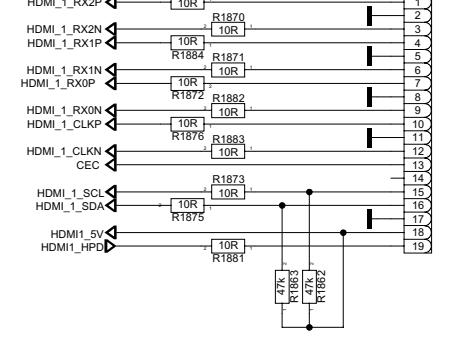 HDMI_1_RX2P 10R 1
R1870 2
HDMI_1_RX2N 10R 3
HDMI_1_RX1P 10R 4
R1884 R1871 5
HDMI_1_RX1N 10R 6
HDMI_1_RX0P 10R 7
R1872 R1882 8
HDMI_1_RX0N 10R 9
HDMI_1_CLKP 10R 10
R1876 R1883 11
HDMI_1_CLKN 10R 12
CEC 13
R1873 14
HDMI_1_SCL 10R 15
HDMI_1_SDA 10R 16
R1875 17
HDMI1_5V 18
HDMI1_HPD 10R 19
R1881
47k R1863 47k R1862